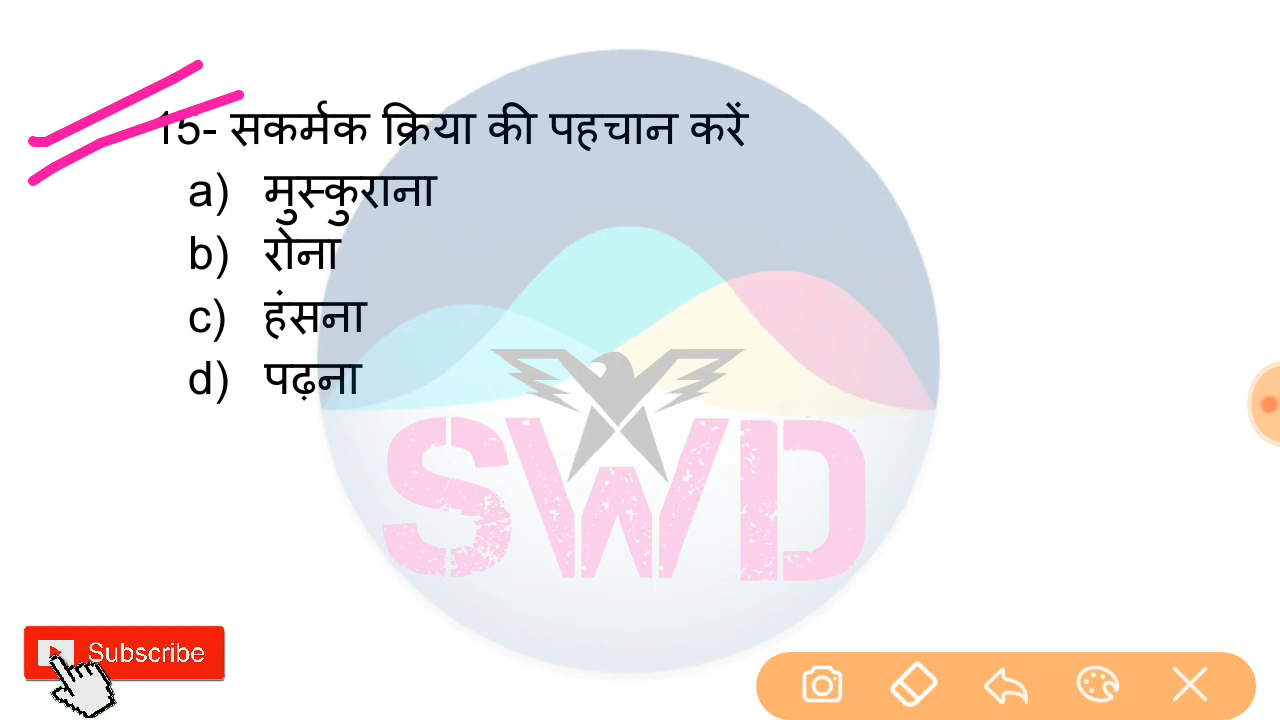 15- सकर्मक क्रिया की पहचान करें
a) मुस्कुराना
b) रोना
c) हंसना
d) पढ़ना
SWD
Subscribe